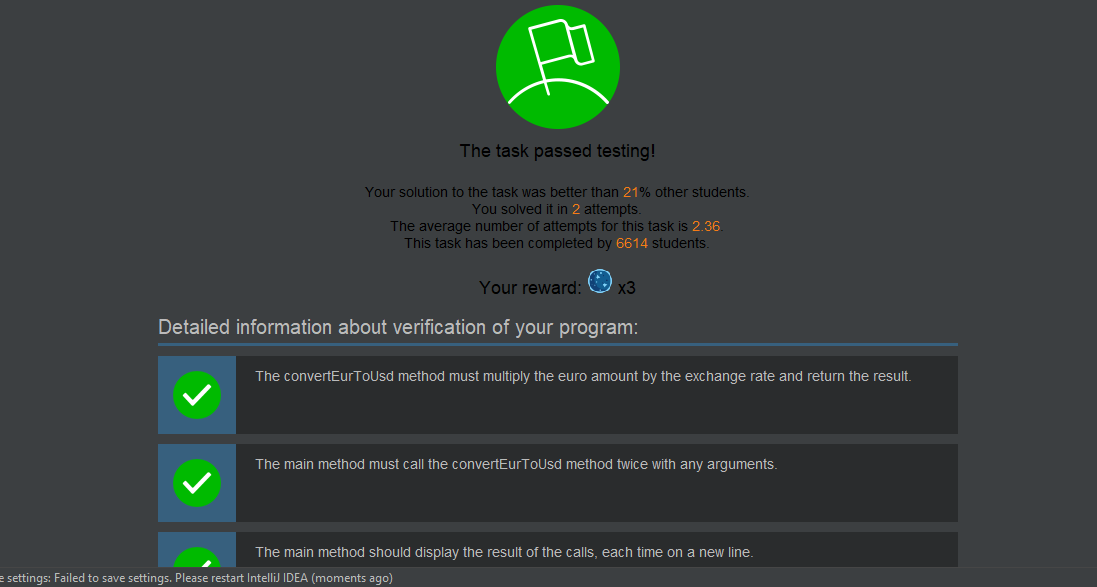 The task passed testing!
Your solution to the task was better than 21% other students.
You solved it in 2 attempts.
The average number of attempts for this task is 2.36
This task has been completed by 6614 students.
Your reward: x3
Detailed information about verification of your program:
The convertEurToUsd method must multiply the euro amount by the exchange rate and return the result.
The main method must call the convertEurToUsd method twice with any arguments.
The main method should display the result of the calls, each time on a new line.
e settings: Failed to save settings. Please restart IntelliJ IDEA (moments ago)